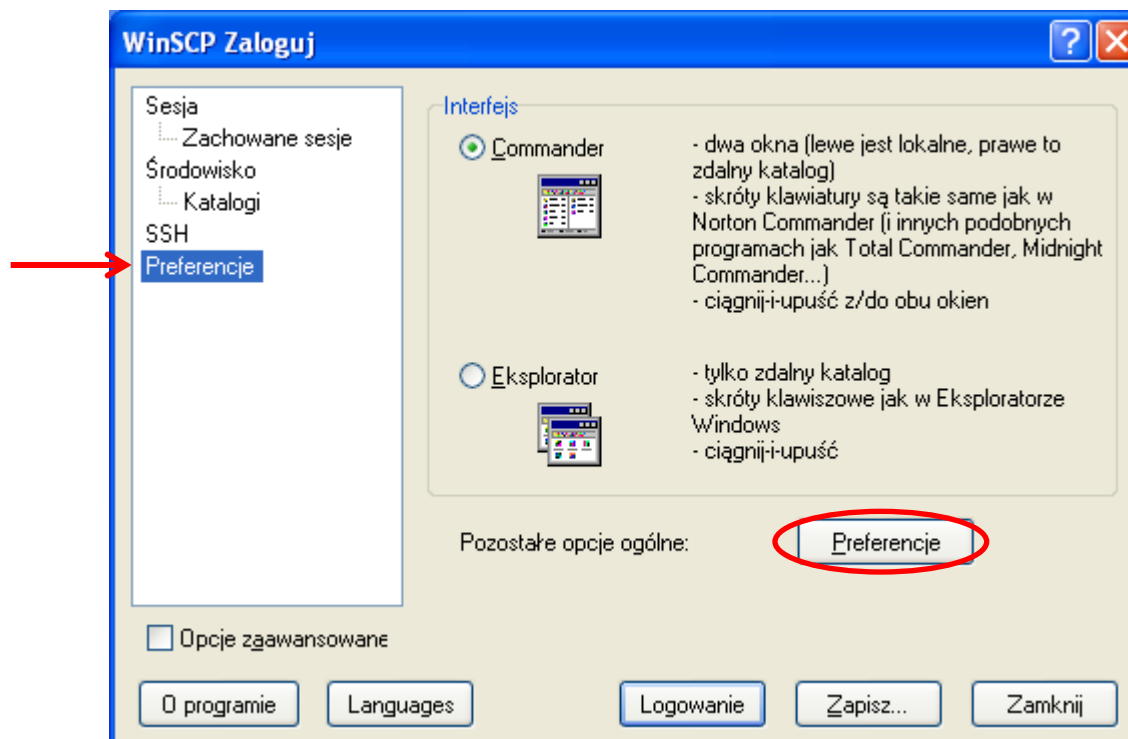 WinSCP Zaloguj
Sesja
Zachowane sesje
Środowisko
Katalogi
SSH
Preferencje
Interfejs
Commander
- dwa okna (lewe jest lokalne, prawe to
zdalny katalog)
- skróty klawiatury są takie same jak w
Norton Commander (i innych podobnych
programach jak Total Commander, Midnight
Commander...)
- ciągnij-i-upuść z/do obu okien
Eksplorator
- tylko zdalny katalog
- skróty klawiszowe jak w Eksploratorze
Windows
- ciągnij-i-upuść
Pozostałe opcje ogólne:
Preferencje
Opcje zaawansowane
O programie
Languages
Logowanie
Zapisz...
Zamknij